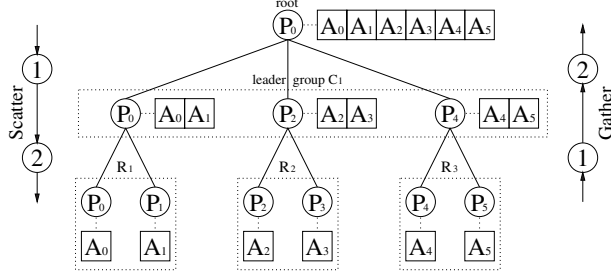 root
P0 A0 A1 A2 A3 A4 A5
1 2
leader group C1
Scatter Gather
P0 A0 A1 P2 A2 A3 P4 A4 A5
2 1
R1 R2 R3
P0 P1 P2 P3 P4 P5
A0 A1 A2 A3 A4 A5